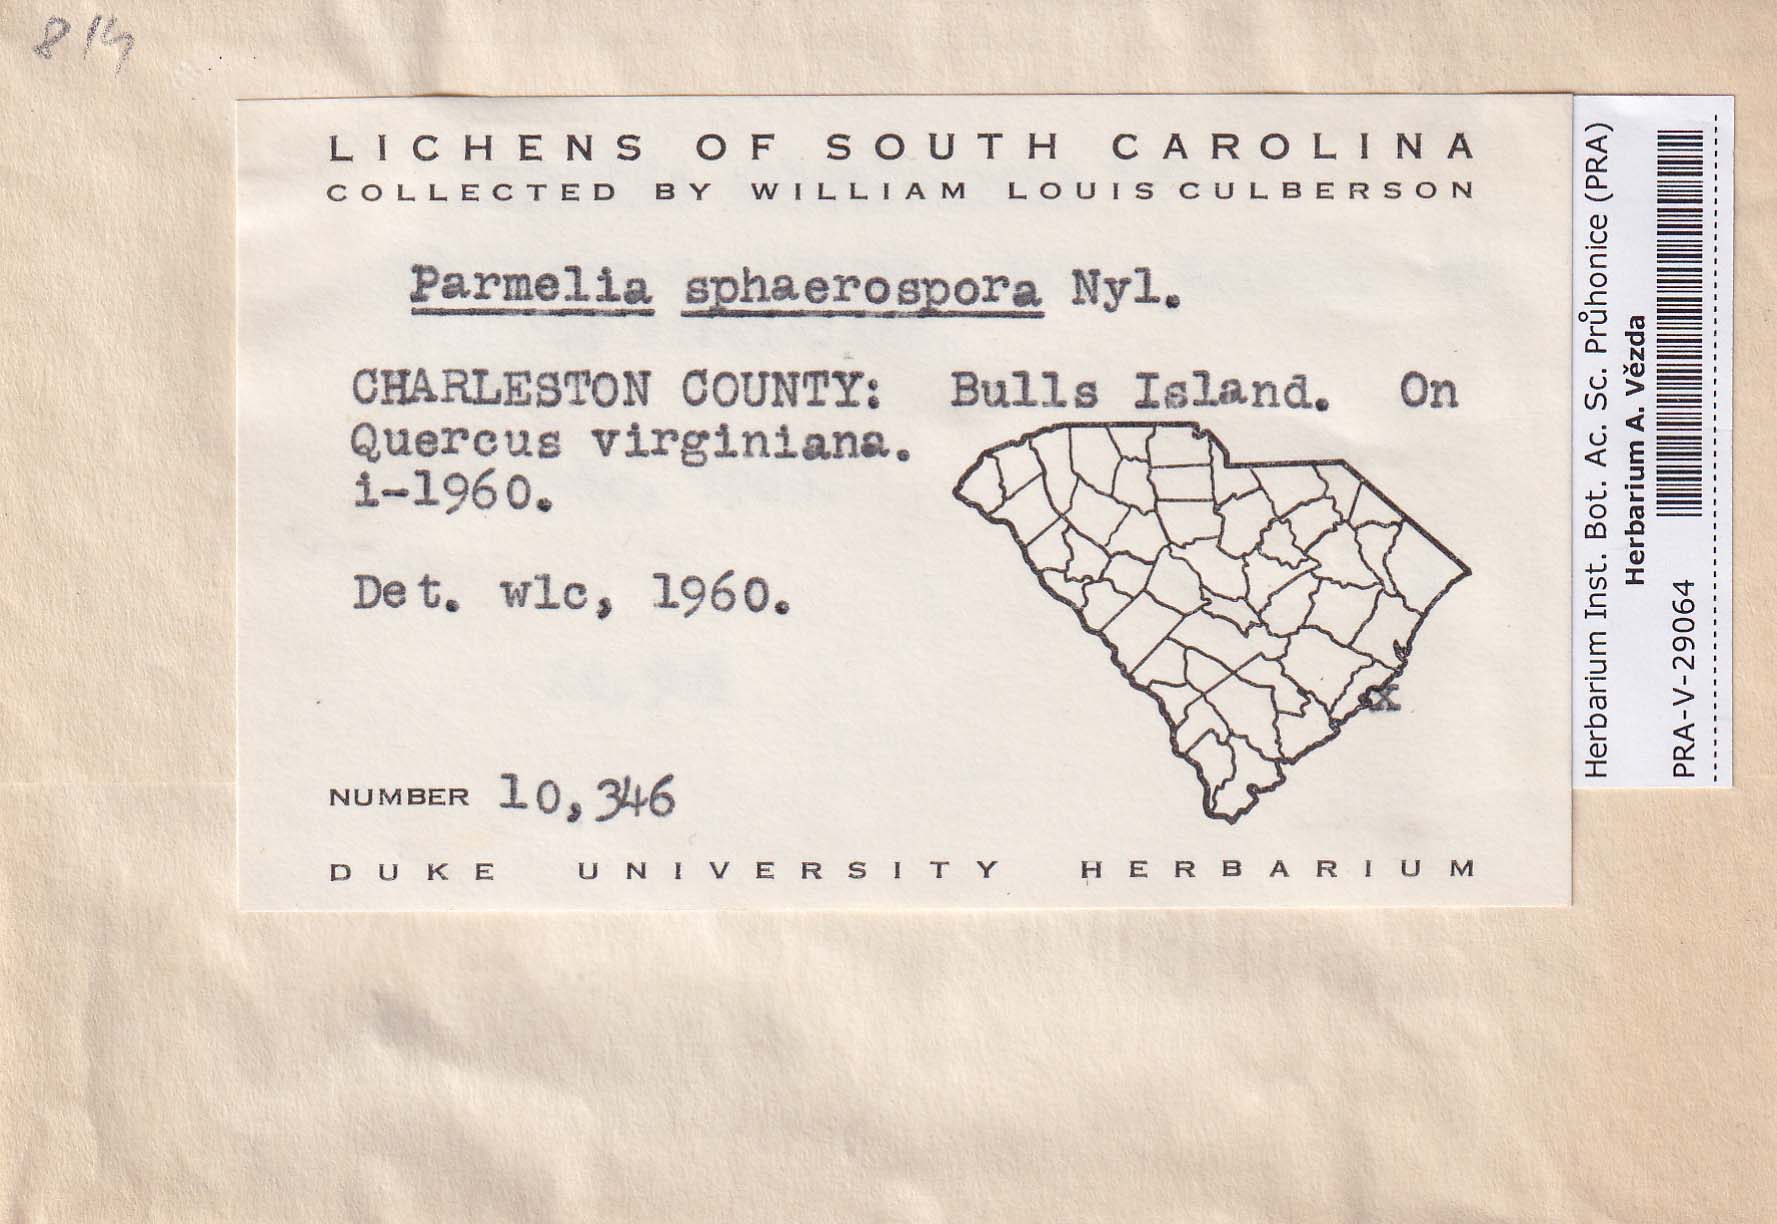 814
LICHENS OF SOUTH CAROLINA
COLLECTED BY WILLIAM LOUIS CULBERSON
Parmelia sphaerospora Nyl.
CHARLESTON COUNTY: Bulls Island. On
Quercus virginiana.
i-1960.
Det. wlc, 1960.
x
NUMBER 10,346
DUKE UNIVERSITY HERBARIUM
Herbarium Inst. Bot. Ac. Sc. Průhonice (PRA)
Herbarium A. Vězda
PRA-V-29064